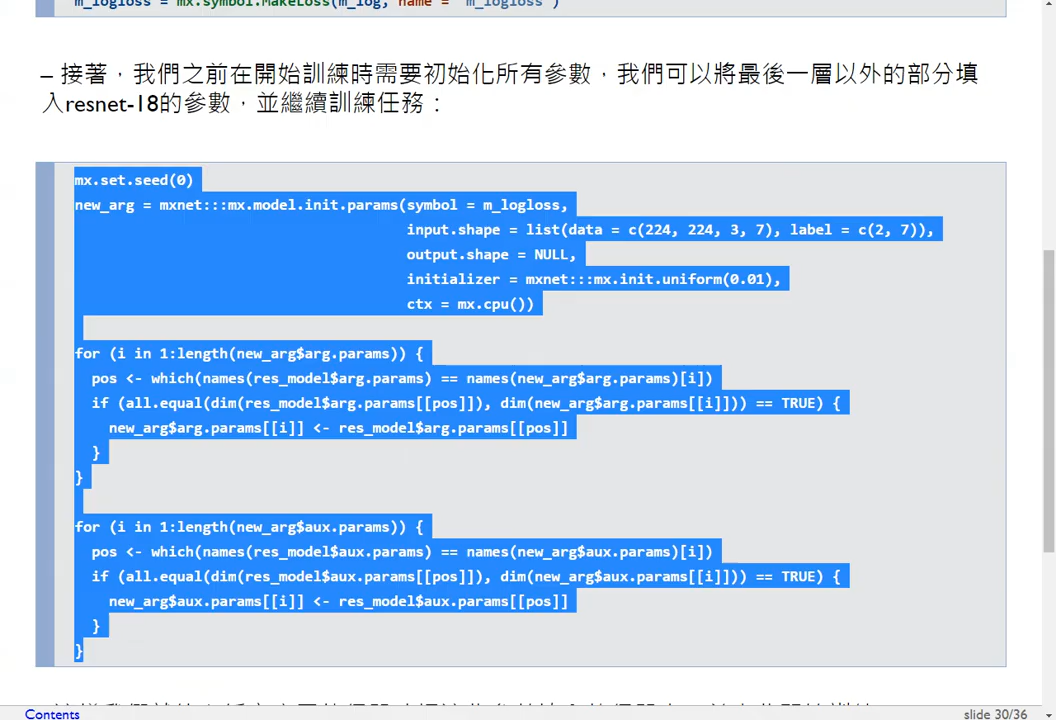 m_logloss = mx.symbol.MakeLoss(m_log, name = 'm_logloss')
– 接著，我們之前在開始訓練時需要初始化所有參數，我們可以將最後一層以外的部分填
入resnet-18的參數，並繼續訓練任務：
mx.set.seed(0)
new_arg = mxnet:::mx.model.init.params(symbol = m_logloss,
input.shape = list(data = c(224, 224, 3, 7), label = c(2, 7)),
output.shape = NULL,
initializer = mxnet:::mx.init.uniform(0.01),
ctx = mx.cpu())
for (i in 1:length(new_arg$arg.params)) {
pos <- which(names(res_model$arg.params) == names(new_arg$arg.params)[i])
if (all.equal(dim(res_model$arg.params[[pos]]), dim(new_arg$arg.params[[i]])) == TRUE) {
new_arg$arg.params[[i]] <- res_model$arg.params[[pos]]
}
}
for (i in 1:length(new_arg$aux.params)) {
pos <- which(names(res_model$aux.params) == names(new_arg$aux.params)[i])
if (all.equal(dim(res_model$aux.params[[pos]]), dim(new_arg$aux.params[[i]])) == TRUE) {
new_arg$aux.params[[i]] <- res_model$aux.params[[pos]]
}
}
Contents
slide 30/36